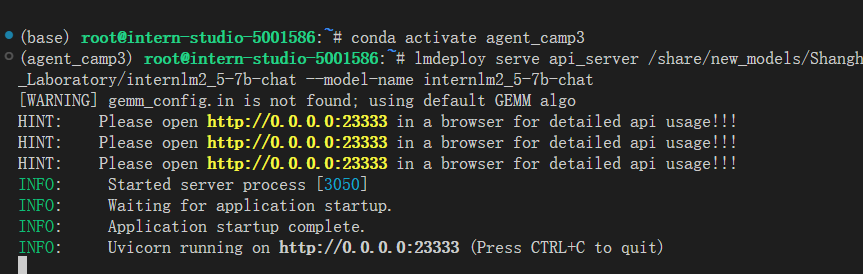 (base) root@intern-studio-5001586:~# conda activate agent_camp3
(agent_camp3) root@intern-studio-5001586:~# lmdeploy serve api_server /share/new_models/Shangh
_Laboratory/internlm2_5-7b-chat --model-name internlm2_5-7b-chat
[WARNING] gemm_config.in is not found; using default GEMM algo
HINT:    Please open http://0.0.0.0:23333 in a browser for detailed api usage!!!
HINT:    Please open http://0.0.0.0:23333 in a browser for detailed api usage!!!
HINT:    Please open http://0.0.0.0:23333 in a browser for detailed api usage!!!
INFO:     Started server process [3050]
INFO:     Waiting for application startup.
INFO:     Application startup complete.
INFO:     Uvicorn running on http://0.0.0.0:23333 (Press CTRL+C to quit)